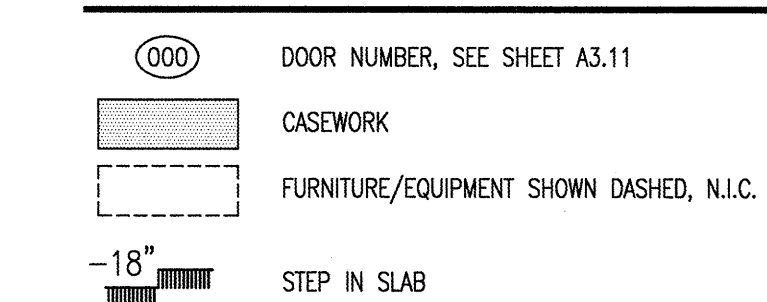 000 DOOR NUMBER, SEE SHEET A3.11
CASEWORK
FURNITURE/EQUIPMENT SHOWN DASHED, N.I.C.
-18" STEP IN SLAB